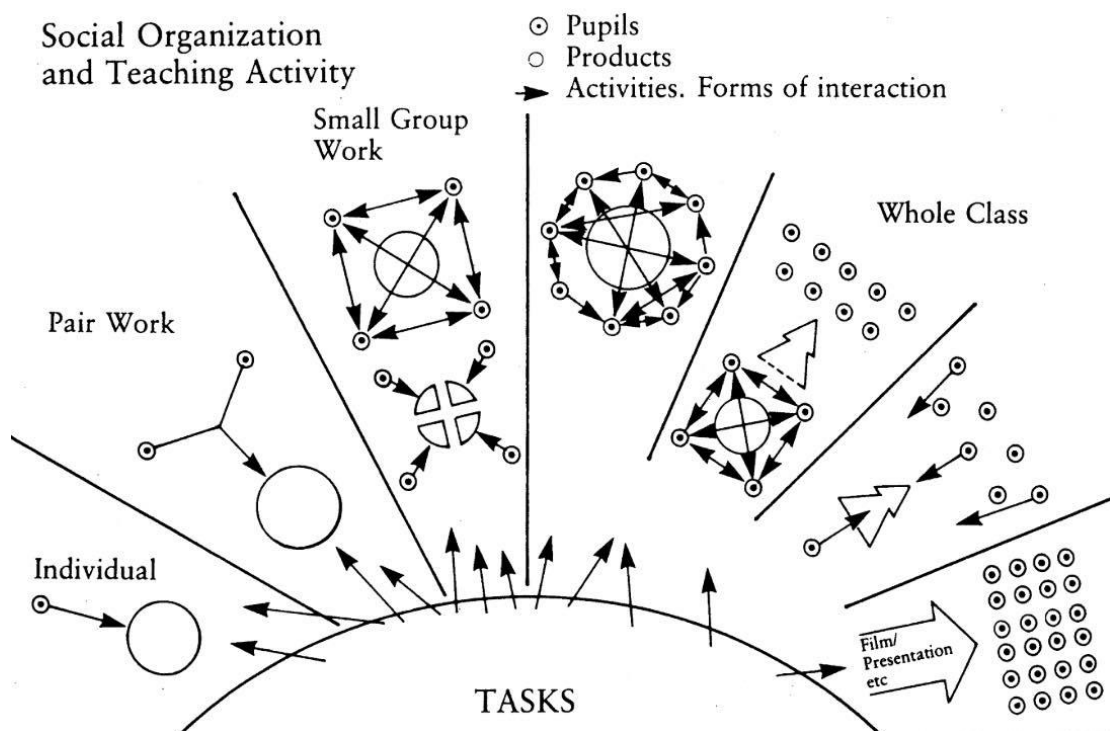 Social Organization
and Teaching Activity
Pupils
Products
Activities. Forms of interaction
Small Group
Work
Whole Class
Pair Work
Individual
Film/
Presentation
etc
TASKS